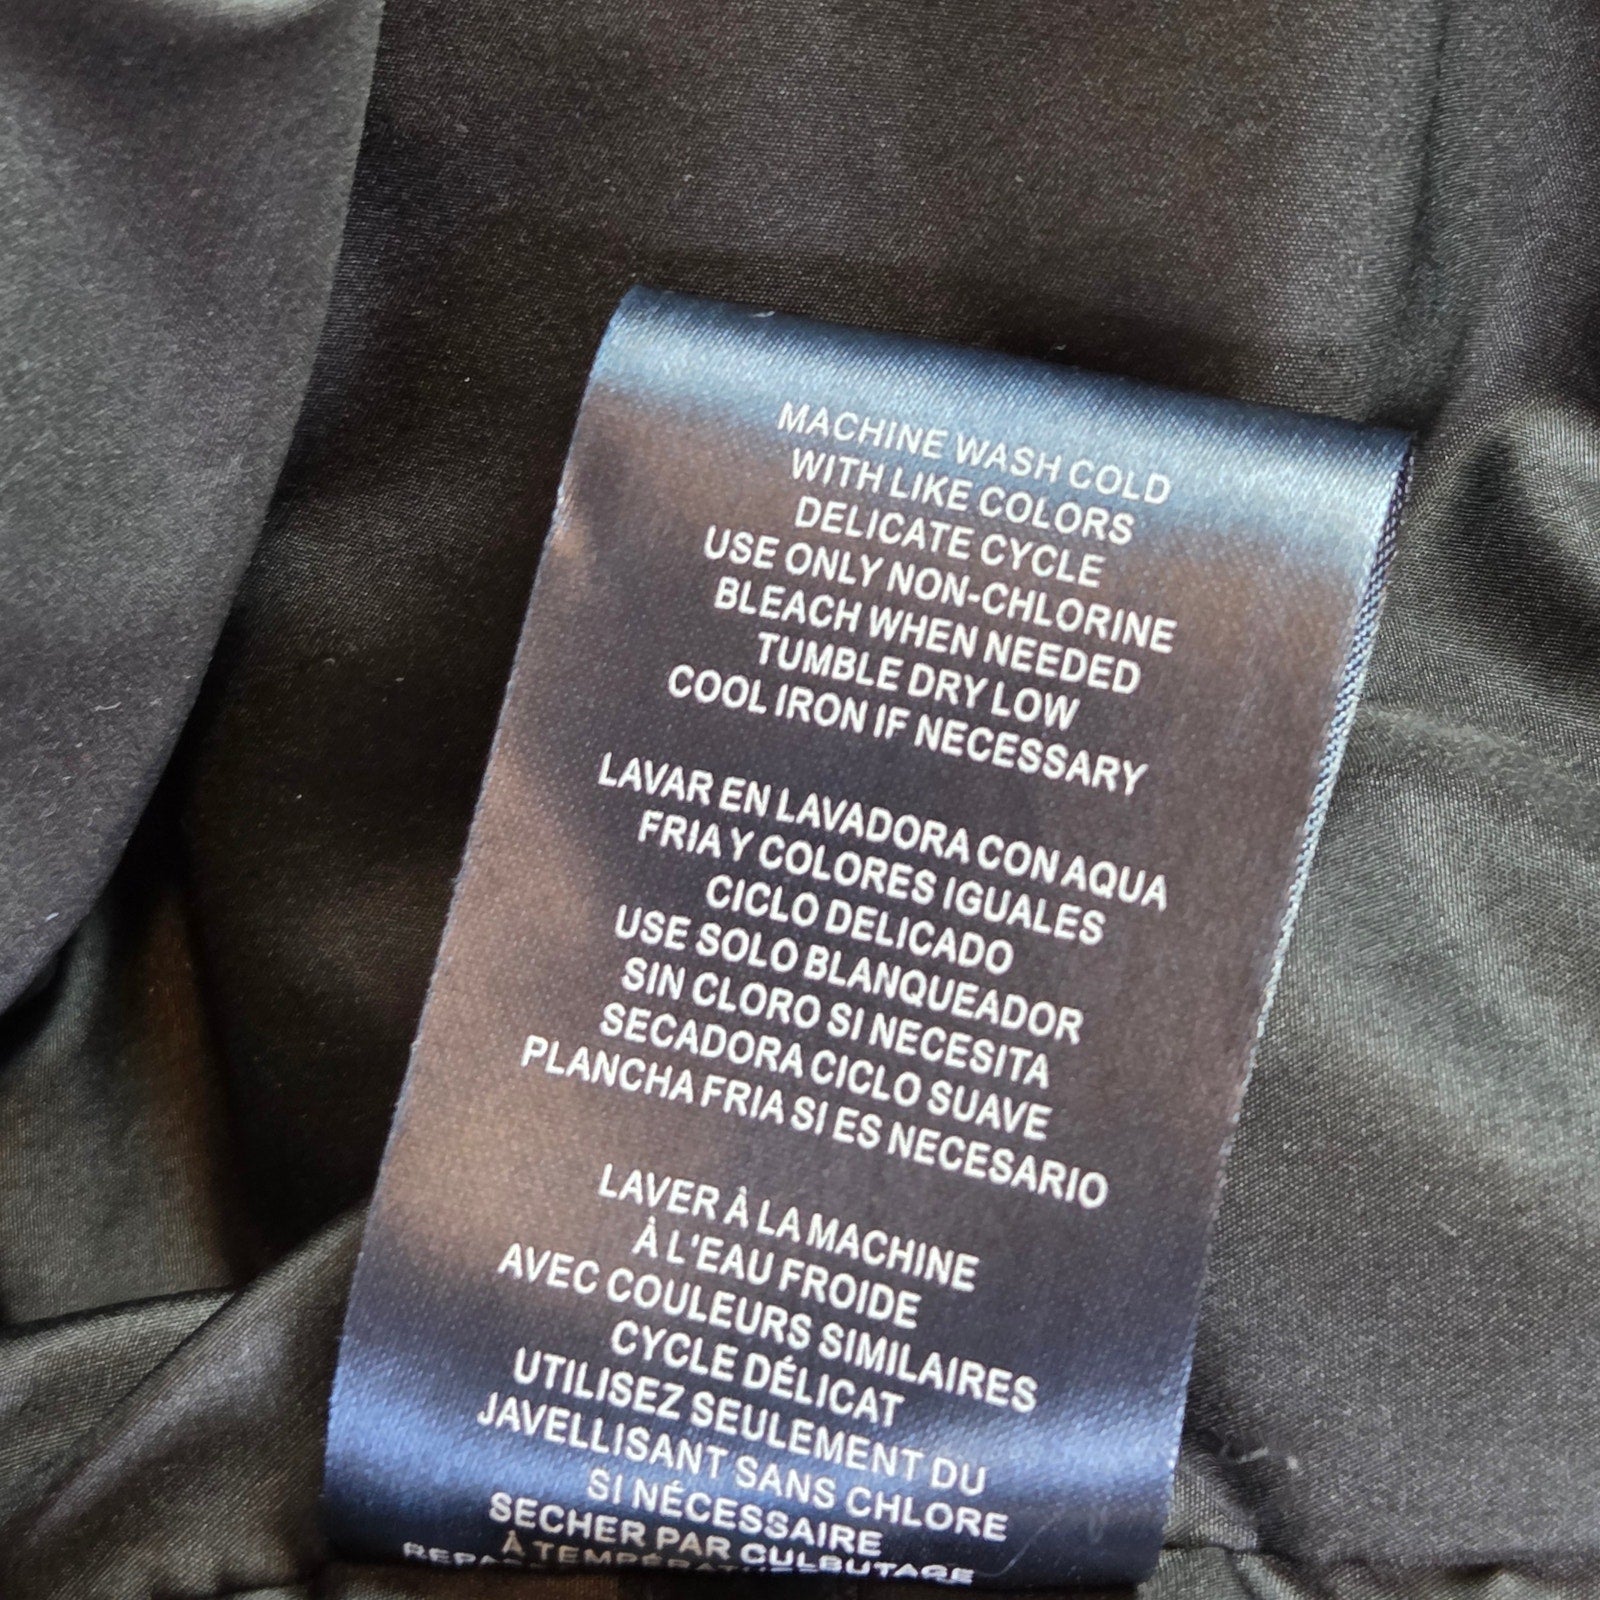 MACHINE WASH COLD
WITH LIKE COLORS
DELICATE CYCLE
USE ONLY NON-CHLORINE
BLEACH WHEN NEEDED
TUMBLE DRY LOW
COOL IRON IF NECESSARY
LAVAR EN LAVADORA CON AQUA
FRIA Y COLORES IGUALES
CICLO DELICADO
USE SOLO BLANQUEADOR
SIN CLORO SI NECESITA
SECADORA CICLO SUAVE
PLANCHA FRIA SI ES NECESARIO
LAVER À LA MACHINE
À L'EAU FROIDE
AVEC COULEURS SIMILAIRES
CYCLE DÉLICAT
UTILISEZ SEULEMENT DU
JAVELLISANT SANS CHLORE
SI NÉCESSAIRE
SECHER PAR CULBUTAGE
À TEMPÉRATURE